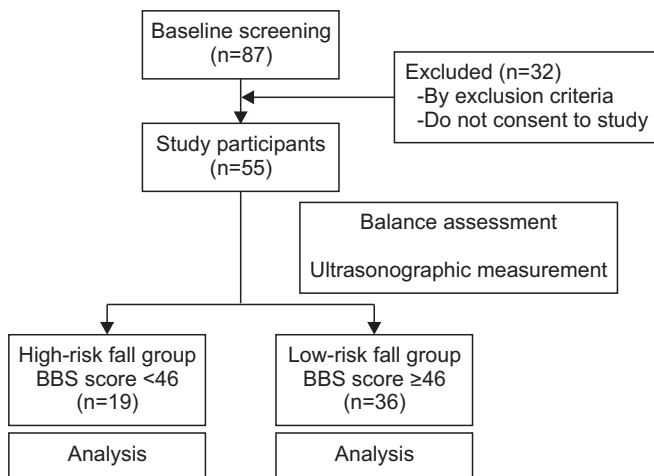 Baseline screening
(n=87)
Excluded (n=32)
-By exclusion criteria
-Do not consent to study
Study participants
(n=55)
Balance assessment
Ultrasonographic measurement
High-risk fall group
BBS score <46
(n=19)
Low-risk fall group
BBS score ≥46
(n=36)
Analysis
Analysis